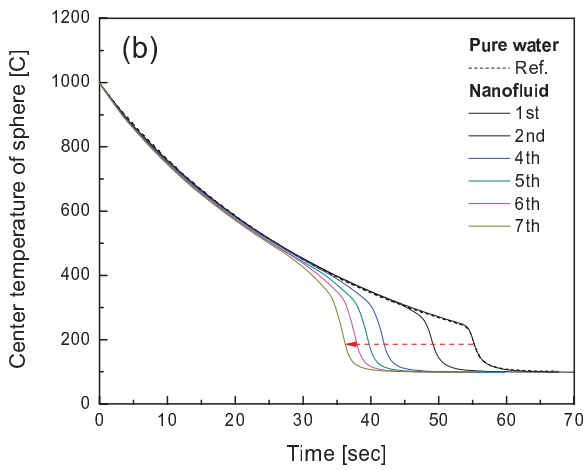 (b)
Pure water
Ref.
Nanofluid
1st
2nd
4th
5th
6th
7th
Center temperature of sphere [C]
1200
1000
800
600
400
200
0
0 10 20 30 40 50 60 70
Time [sec]